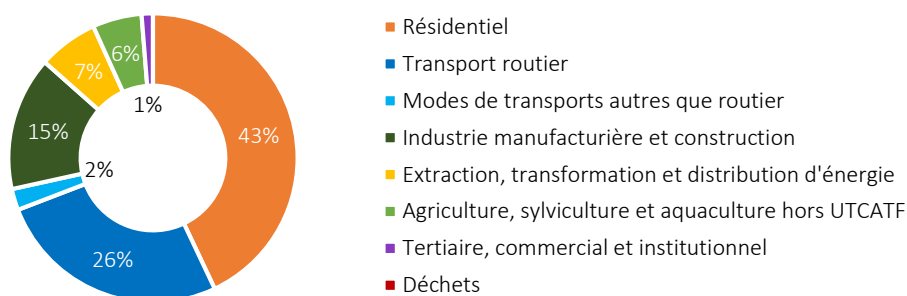 6%
7%
1%
15%
43%
2%
26%
Résidentiel
Transport routier
Modes de transports autres que routier
Industrie manufacturière et construction
Extraction, transformation et distribution d'énergie
Agriculture, sylviculture et aquaculture hors UTCATF
Tertiaire, commercial et institutionnel
Déchets